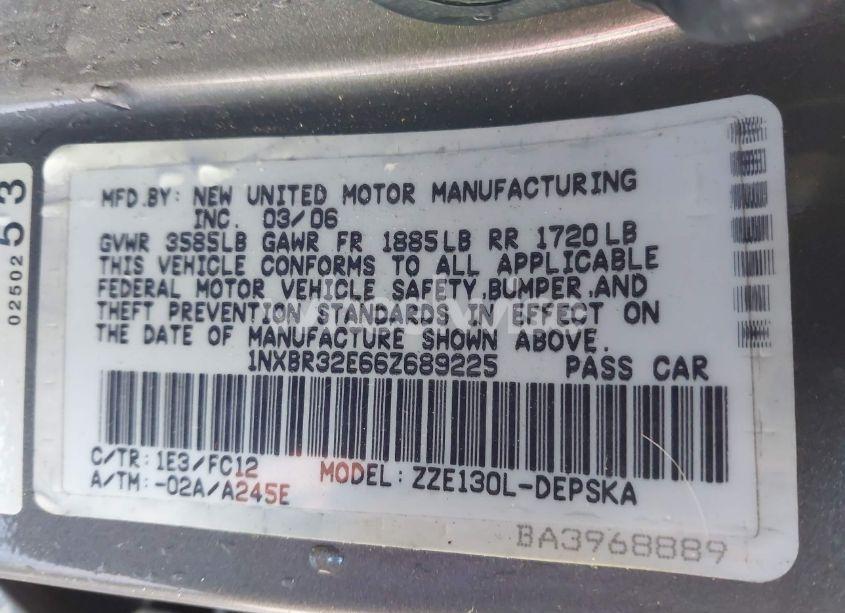 0250253
MFD.BY: NEW UNITED MOTOR MANUFACTURING
INC. 03/06
GVWR 3585LB GAWR FR 1885LB RR 1720LB
THIS VEHICLE CONFORMS TO ALL APPLICABLE
FEDERAL MOTOR VEHICLE SAFETY,BUMPER,AND
THEFT PREVENTION STANDARDS IN EFFECT ON
THE DATE OF MANUFACTURE SHOWN ABOVE.
1NXBR32E66Z689225 PASS CAR
C/TR: 1E3/FC12 MODEL: ZZE130L-DEPSKA
A/TM: -02A/A245E
BA3968889